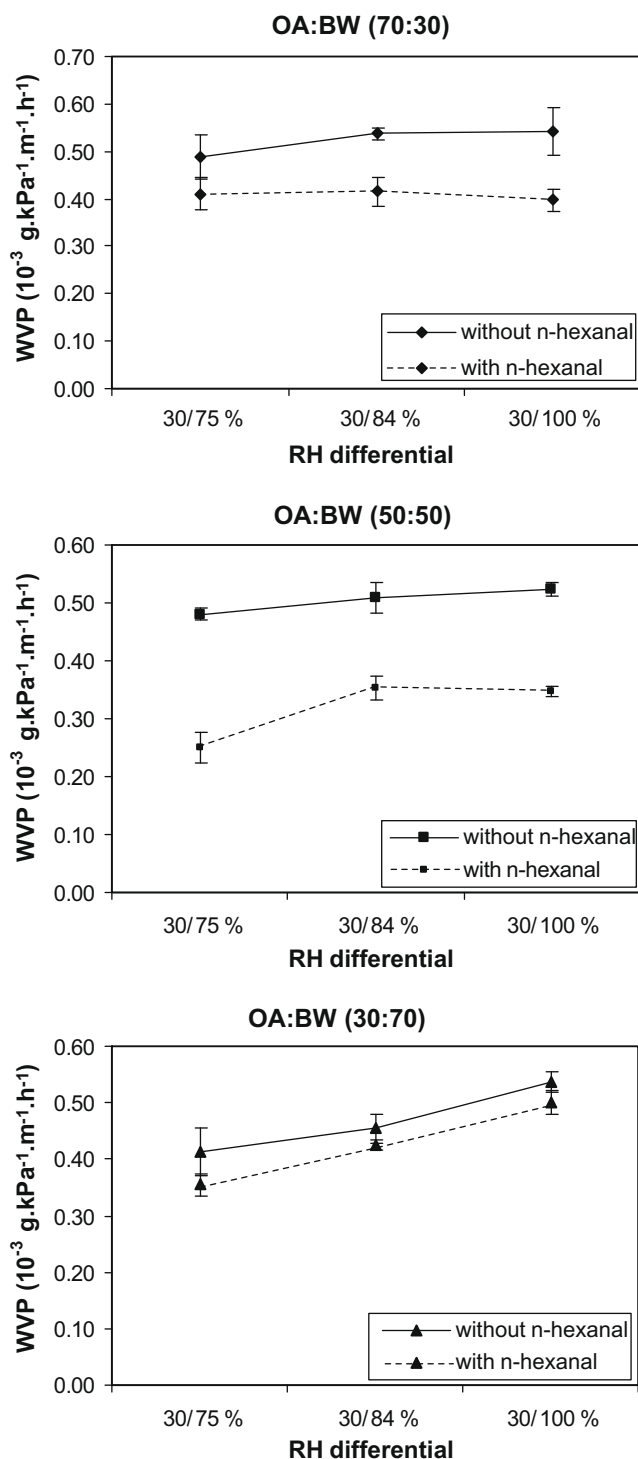 OA:BW (70:30)
WVP (10⁻³ g.kPa⁻¹.m⁻¹.h⁻¹)
0.70
0.60
0.50
0.40
0.30
0.20
0.10
0.00
without n-hexanal
with n-hexanal
30/75 %
30/84 %
30/100 %
RH differential
OA:BW (50:50)
WVP (10⁻³ g.kPa⁻¹.m⁻¹.h⁻¹)
0.60
0.50
0.40
0.30
0.20
0.10
0.00
without n-hexanal
with n-hexanal
30/75 %
30/84 %
30/100 %
RH differential
OA:BW (30:70)
WVP (10⁻³ g.kPa⁻¹.m⁻¹.h⁻¹)
0.60
0.50
0.40
0.30
0.20
0.10
0.00
without n-hexanal
with n-hexanal
30/75 %
30/84 %
30/100 %
RH differential